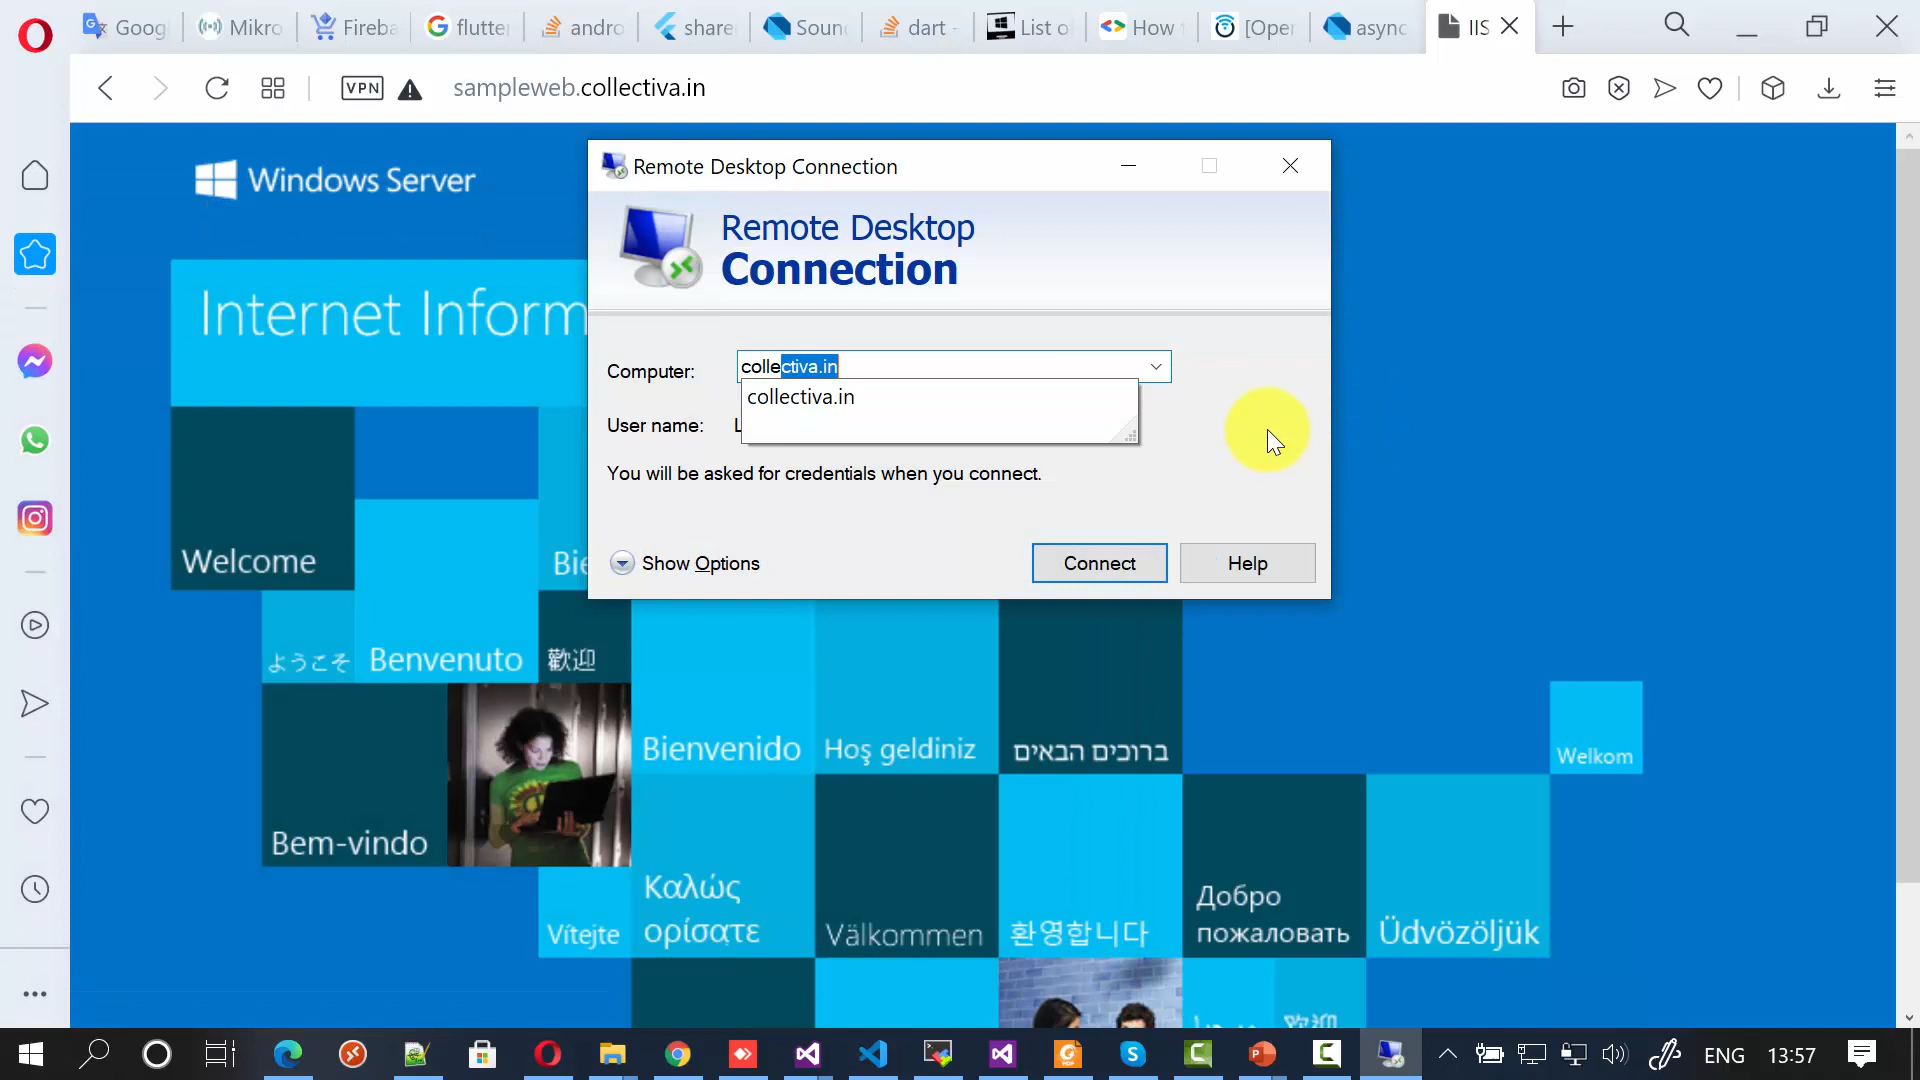 Goog
Mikro
Fireba
flutte
andro
share
Soun
dart -
List o
How
[Oper
async
IIS
VPN
sampleweb.collectiva.in
Windows Server
Internet Inform
Remote Desktop Connection
Remote Desktop
Connection
Computer:
collectiva.in
collectiva.in
User name:
You will be asked for credentials when you connect.
Show Options
Connect
Help
Welcome
Bie
ようこそ
Benvenuto
歡迎
Bienvenido
Hoş geldiniz
ברוכים הבאים
Welkom
Bem-vindo
Vítejte
Καλώς
ορίσατε
Välkommen
환영합니다
Добро
пожаловать
Üdvözöljük
ENG
13:57